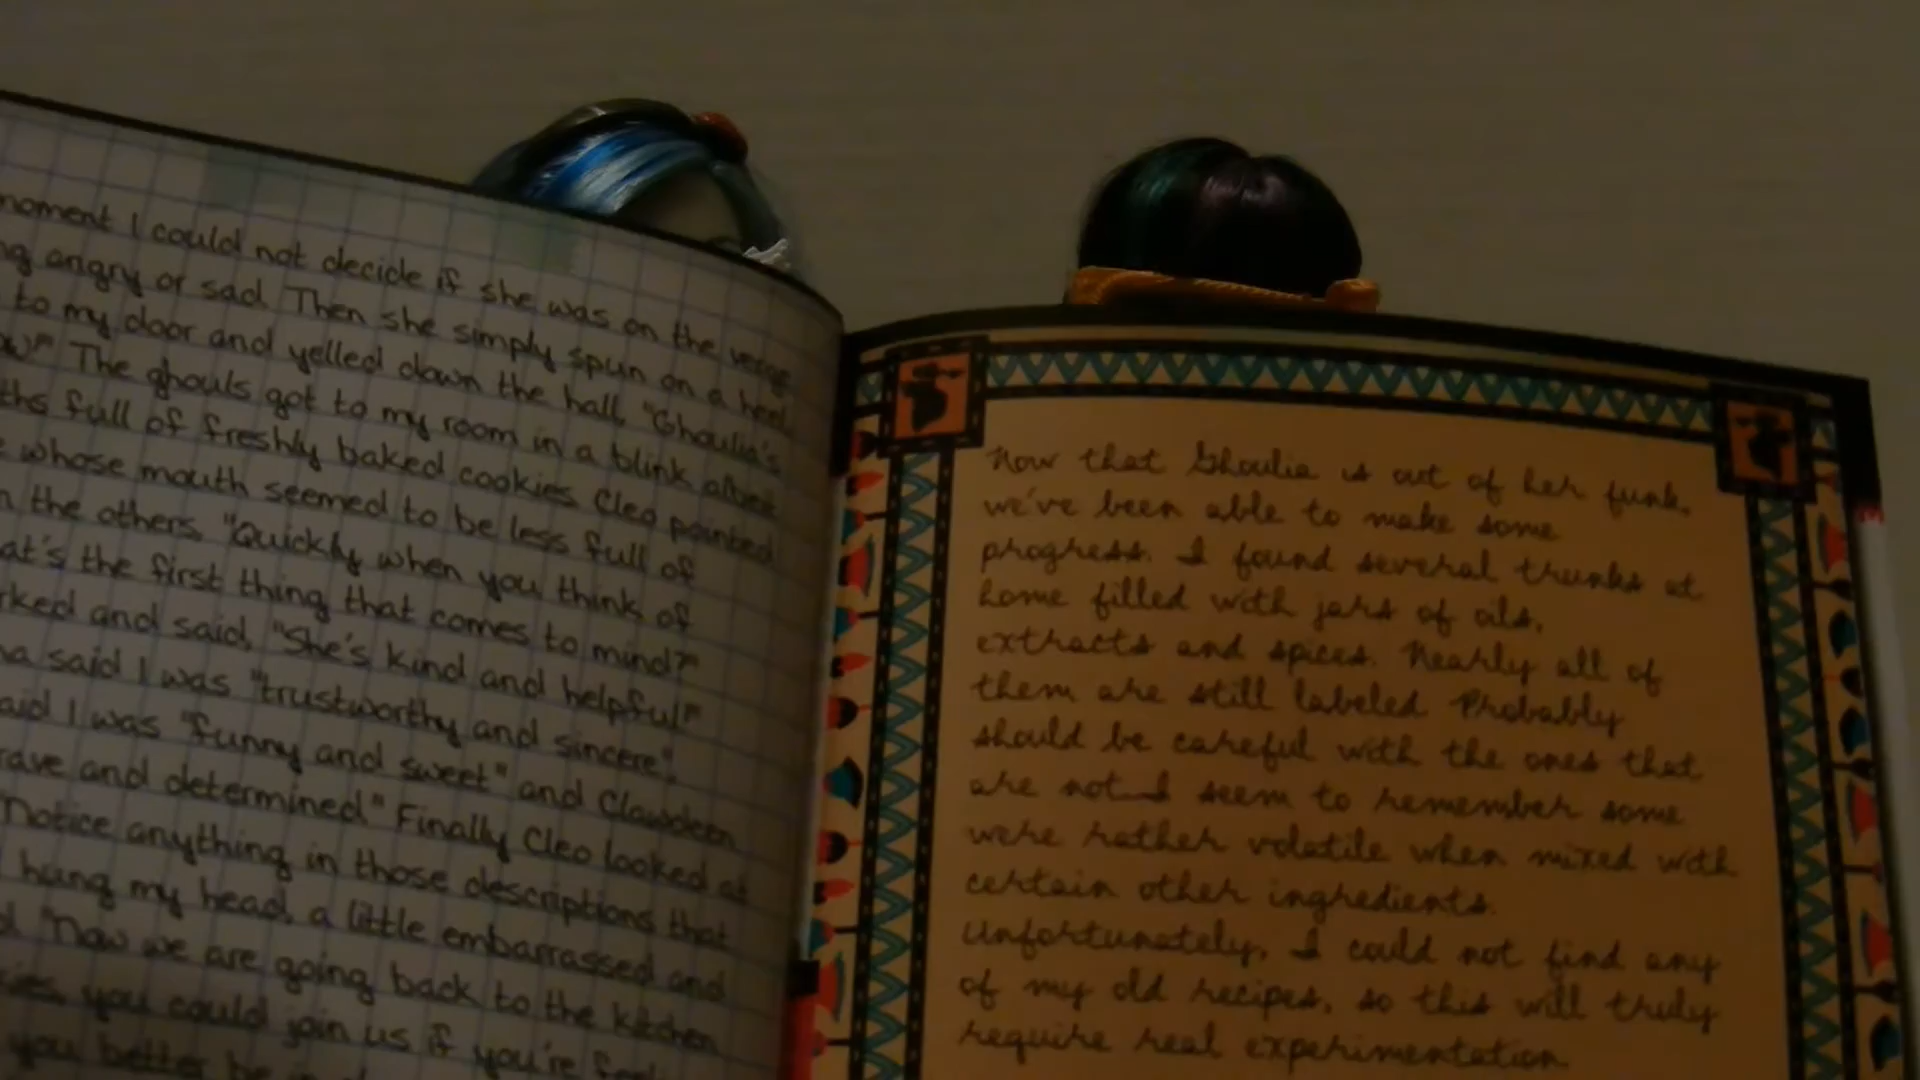 moment I could not decide if she was on the verge
angry or sad. Then she simply spun on a heel,
to my door and yelled down the hall, "Ghoulia's
The ghouls got to my room in a blink albeit
full of freshly baked cookies. Cleo pointed
whose mouth seemed to be less full of
the others, "Quickly when you think of
the first thing that comes to mind?"
and said, "She's kind and helpful!"
said I was "trustworthy and sincere",
I was "funny and sweet" and Clawdeen
and determined." Finally Cleo looked at
"Notice anything in those descriptions that
I hung my head, a little embarrassed and
"Now we are going back to the kitchen
you could join us if you're
you better be
Now that Ghoulia is out of her funk,
we've been able to make some
progress. I found several trunks at
home filled with jars of oils,
extracts and spices. Nearly all of
them are still labeled. Probably
should be careful with the ones that
are not...I seem to remember some
were rather volatile when mixed with
certain other ingredients.
Unfortunately, I could not find any
of my old recipes, so this will truly
require real experimentation.